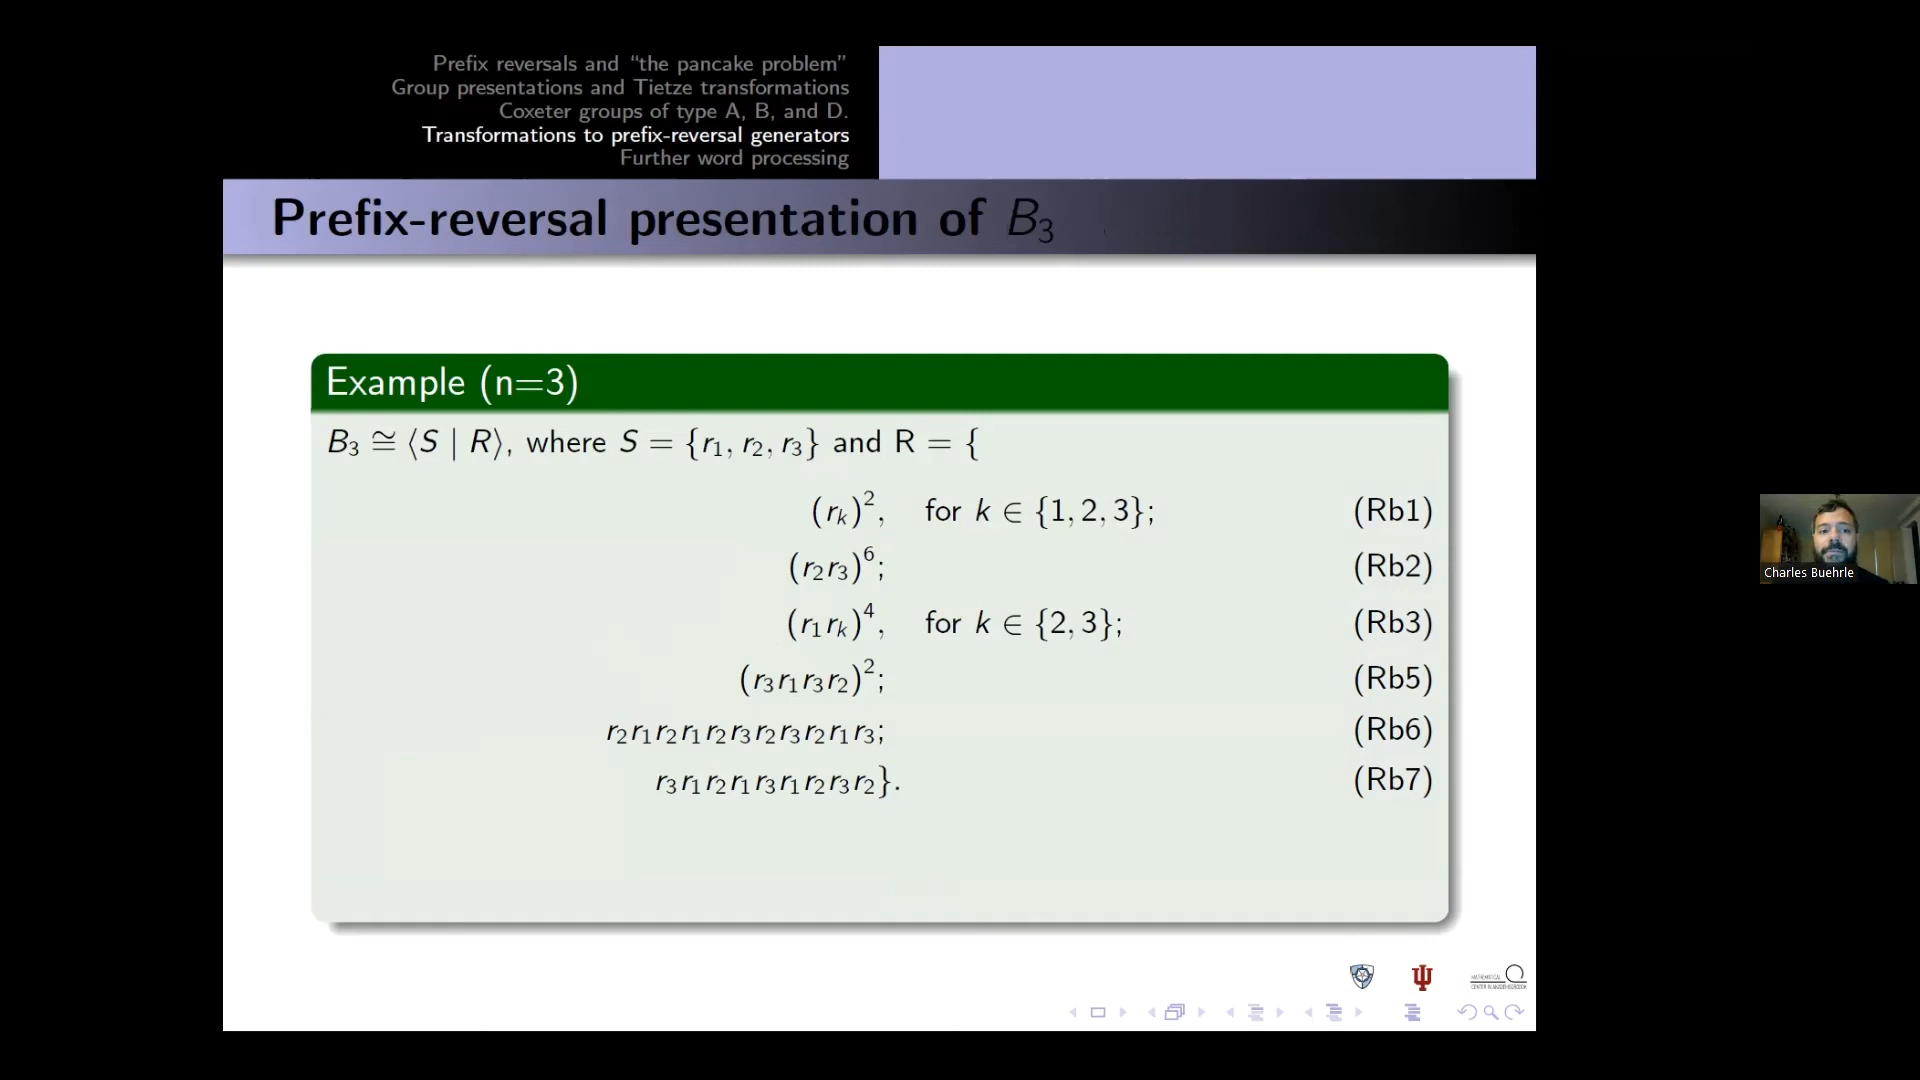 Prefix reversals and “the pancake problem”
Group presentations and Tietze transformations
Coxeter groups of type A, B, and D.
Transformations to prefix-reversal generators
Further word processing
Prefix-reversal presentation of B₃
Example (n=3)
B₃ ≅ ⟨S | R⟩, where S = {r₁, r₂, r₃} and R = {
(rₖ)², for k ∈ {1, 2, 3}; (Rb1)
(r₂r₃)⁶; (Rb2)
(r₁rₖ)⁴, for k ∈ {2, 3}; (Rb3)
(r₃r₁r₃r₂)²; (Rb5)
r₂r₁r₂r₁r₂r₃r₂r₃r₂r₁r₃; (Rb6)
r₃r₁r₂r₁r₃r₁r₂r₃r₂}. (Rb7)
Charles Buehrle